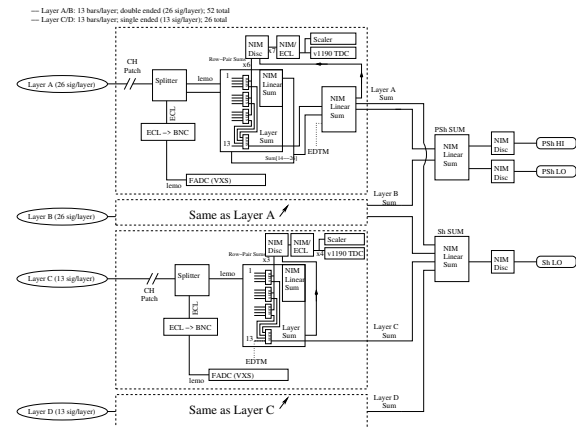 — Layer A/B: 13 bars/layer; double ended (26 sig/layer); 52 total
— Layer C/D: 13 bars/layer; single ended (13 sig/layer); 26 total
Layer A (26 sig/layer)
CH
Patch
Splitter
lemo
ECL
ECL -> BNC
lemo
FADC (VXS)
Row-Pair Sums
x6
NIM
Disc
x7
NIM/
ECL
Scaler
v1190 TDC
1
13
NIM
Linear
Sum
Layer
Sum
Sum[14—26]
EDTM
NIM
Linear
Sum
Layer A
Sum
Layer B
Sum
Layer B (26 sig/layer)
Same as Layer A
PSh SUM
NIM
Linear
Sum
NIM
Disc
PSh HI
NIM
Disc
PSh LO
Sh SUM
NIM
Linear
Sum
NIM
Disc
Sh LO
Layer C (13 sig/layer)
CH
Patch
Splitter
lemo
ECL
ECL -> BNC
lemo
FADC (VXS)
Row-Pair Sums
x3
NIM
Disc
NIM/
ECL
x4
Scaler
v1190 TDC
1
13
NIM
Linear
Sum
Layer
Sum
EDTM
Layer C
Sum
Layer D (13 sig/layer)
Same as Layer C
Layer D
Sum